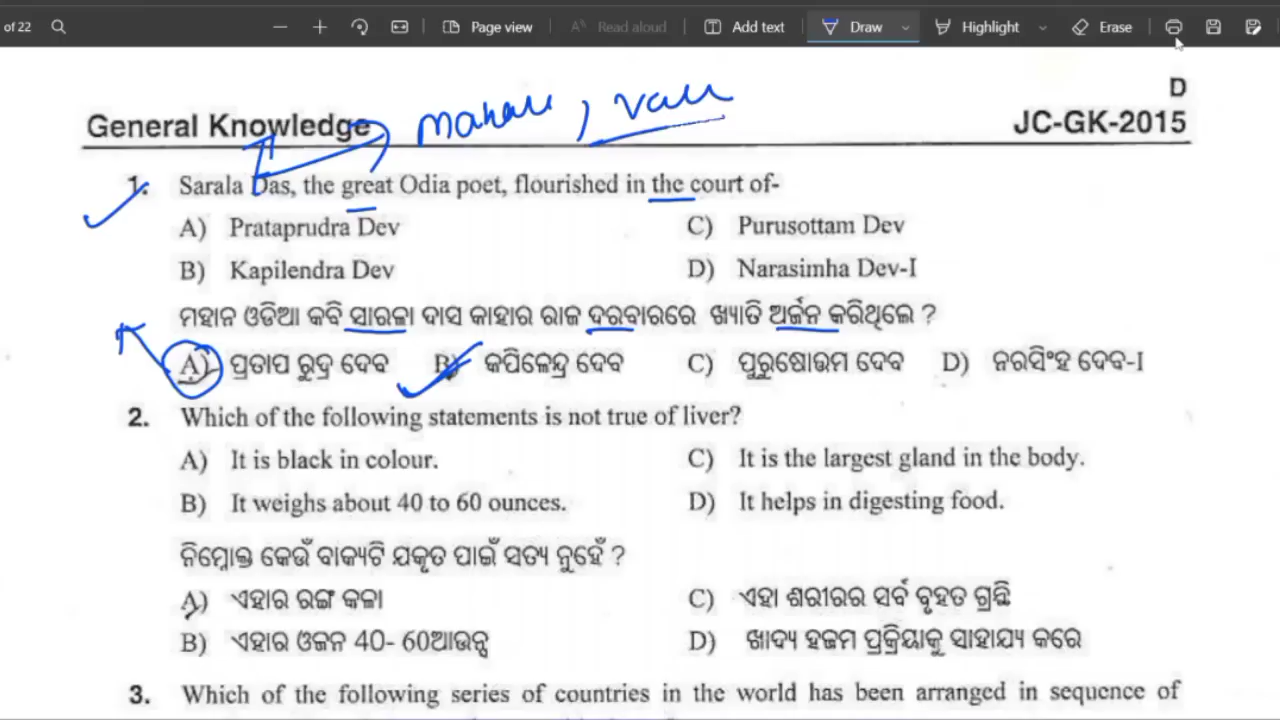 of 22 Page view Read aloud Add text Draw Highlight Erase
D
General Knowledge JC-GK-2015
1. Sarala Das, the great Odia poet, flourished in the court of-
A) Prataprudra Dev C) Purusottam Dev
B) Kapilendra Dev D) Narasimha Dev-I
ମହାନ ଓଡିଆ କବି ସାରଳା ଦାସ କାହାର ରାଜ ଦରବାରରେ ଖ୍ୟାତି ଅର୍ଜନ କରିଥିଲେ ?
A) ପ୍ରତାପ ରୁଦ୍ର ଦେବ B) କପିଳେନ୍ଦ୍ର ଦେବ C) ପୁରୁଷୋତ୍ତମ ଦେବ D) ନରସିଂହ ଦେବ-I
2. Which of the following statements is not true of liver?
A) It is black in colour. C) It is the largest gland in the body.
B) It weighs about 40 to 60 ounces. D) It helps in digesting food.
ନିମ୍ନୋକ୍ତ କେଉଁ ବାକ୍ୟଟି ଯକୃତ ପାଇଁ ସତ୍ୟ ନୁହେଁ ?
A) ଏହାର ରଙ୍ଗ କଳା C) ଏହା ଶରୀରର ସର୍ବ ବୃହତ ଗ୍ରନ୍ଥି
B) ଏହାର ଓଜନ 40- 60ଆଉନ୍ସ D) ଖାଦ୍ୟ ହଜମ ପ୍ରକ୍ରିୟାକୁ ସାହାଯ୍ୟ କରେ
3. Which of the following series of countries in the world has been arranged in sequence of